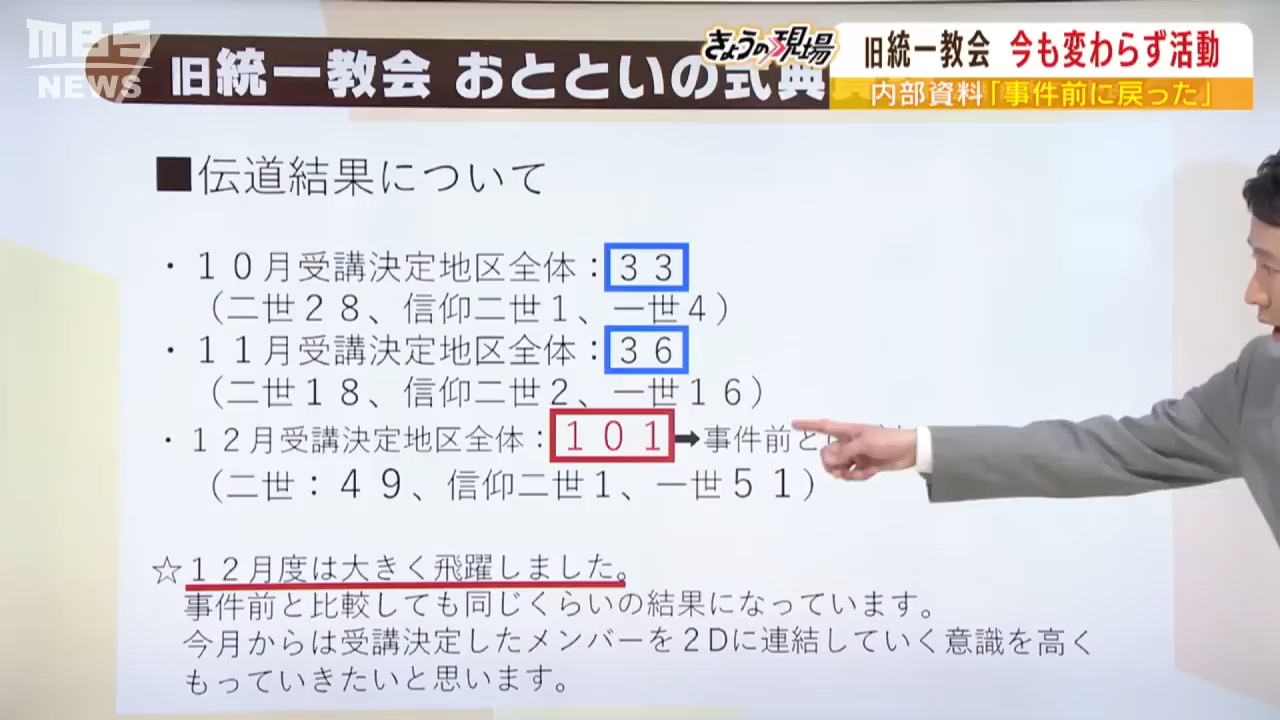 MBS
NEWS
旧統一教会 おとといの式典
きょうの現場
旧統一教会 今も変わらず活動
内部資料「事件前に戻った」
■伝道結果について
・１０月受講決定地区全体：３３
（二世２８、信仰二世１、一世４）
・１１月受講決定地区全体：３６
（二世１８、信仰二世２、一世１６）
・１２月受講決定地区全体：１０１➡事件前と
（二世：４９、信仰二世１、一世５１）
☆１２月度は大きく飛躍しました。
事件前と比較しても同じくらいの結果になっています。
今月からは受講決定したメンバーを２Dに連結していく意識を高く
もっていきたいと思います。